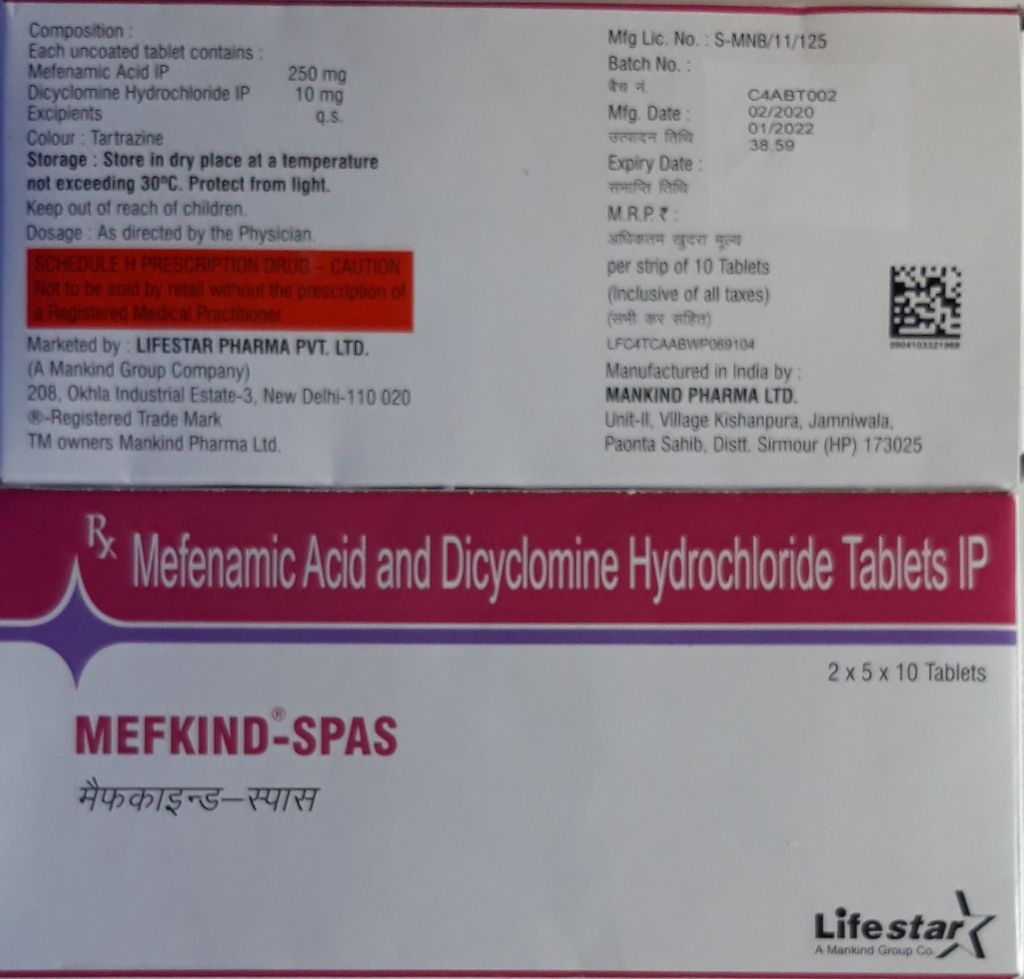 Composition :
Each uncoated tablet contains :
Mefenamic Acid IP 250 mg
Dicyclomine Hydrochloride IP 10 mg
Excipients q.s.
Colour : Tartrazine
Storage : Store in dry place at a temperature
not exceeding 30ºC. Protect from light.
Keep out of reach of children.
Dosage : As directed by the Physician.
SCHEDULE H PRESCRIPTION DRUG – CAUTION
Not to be sold by retail without the prescription of
a Registered Medical Practitioner.
Marketed by : LIFESTAR PHARMA PVT. LTD.
(A Mankind Group Company)
208, Okhla Industrial Estate-3, New Delhi-110 020
®-Registered Trade Mark
TM owners Mankind Pharma Ltd.
Mfg Lic. No. : S-MNB/11/125
Batch No. :
बैच नं.
C4ABT002
Mfg. Date : 02/2020
उत्पादन तिथि 01/2022
38.59
Expiry Date :
समाप्ति तिथि
M.R.P. ₹ :
अधिकतम खुदरा मूल्य
per strip of 10 Tablets
(Inclusive of all taxes)
(सभी कर सहित)
LFC4TCAABWP069104
Manufactured in India by :
MANKIND PHARMA LTD.
Unit-II, Village Kishanpura, Jamniwala,
Paonta Sahib, Distt. Sirmour (HP) 173025
Rx Mefenamic Acid and Dicyclomine Hydrochloride Tablets IP
2 x 5 x 10 Tablets
MEFKIND®-SPAS
मैफकाइन्ड–स्पास
Lifestar
A Mankind Group Co.